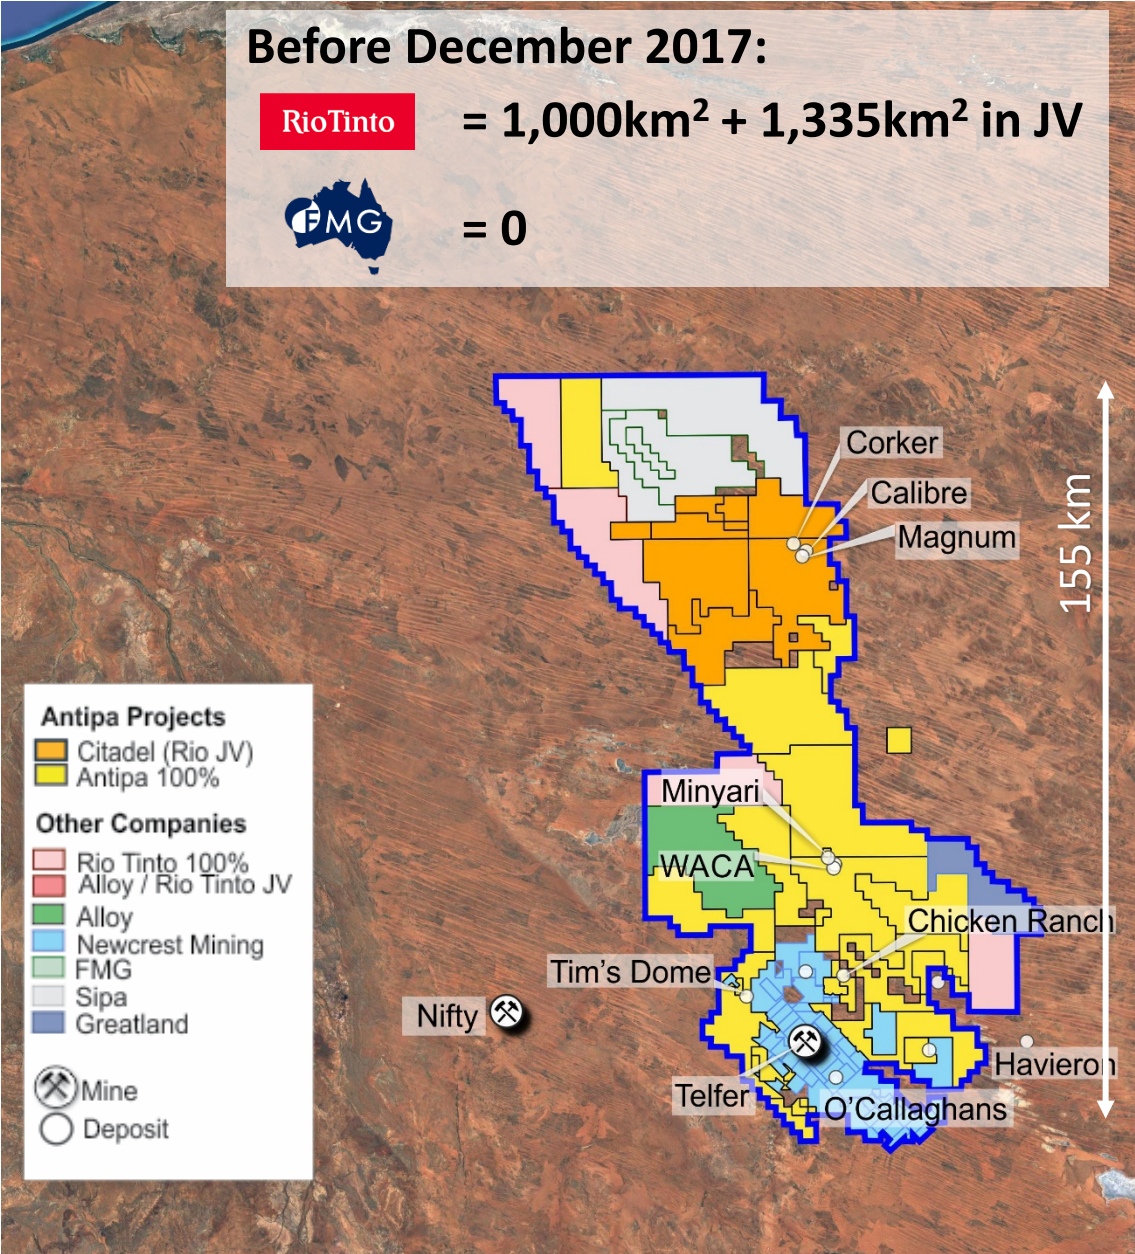 Before December 2017:
RioTinto = 1,000km² + 1,335km² in JV
FMG = 0
Corker
Calibre
Magnum
155 km
Antipa Projects
Citadel (Rio JV)
Antipa 100%
Other Companies
Rio Tinto 100%
Alloy / Rio Tinto JV
Alloy
Newcrest Mining
FMG
Sipa
Greatland
Mine
Deposit
Minyari
WACA
Chicken Ranch
Tim's Dome
Nifty
Havieron
Telfer
O'Callaghans